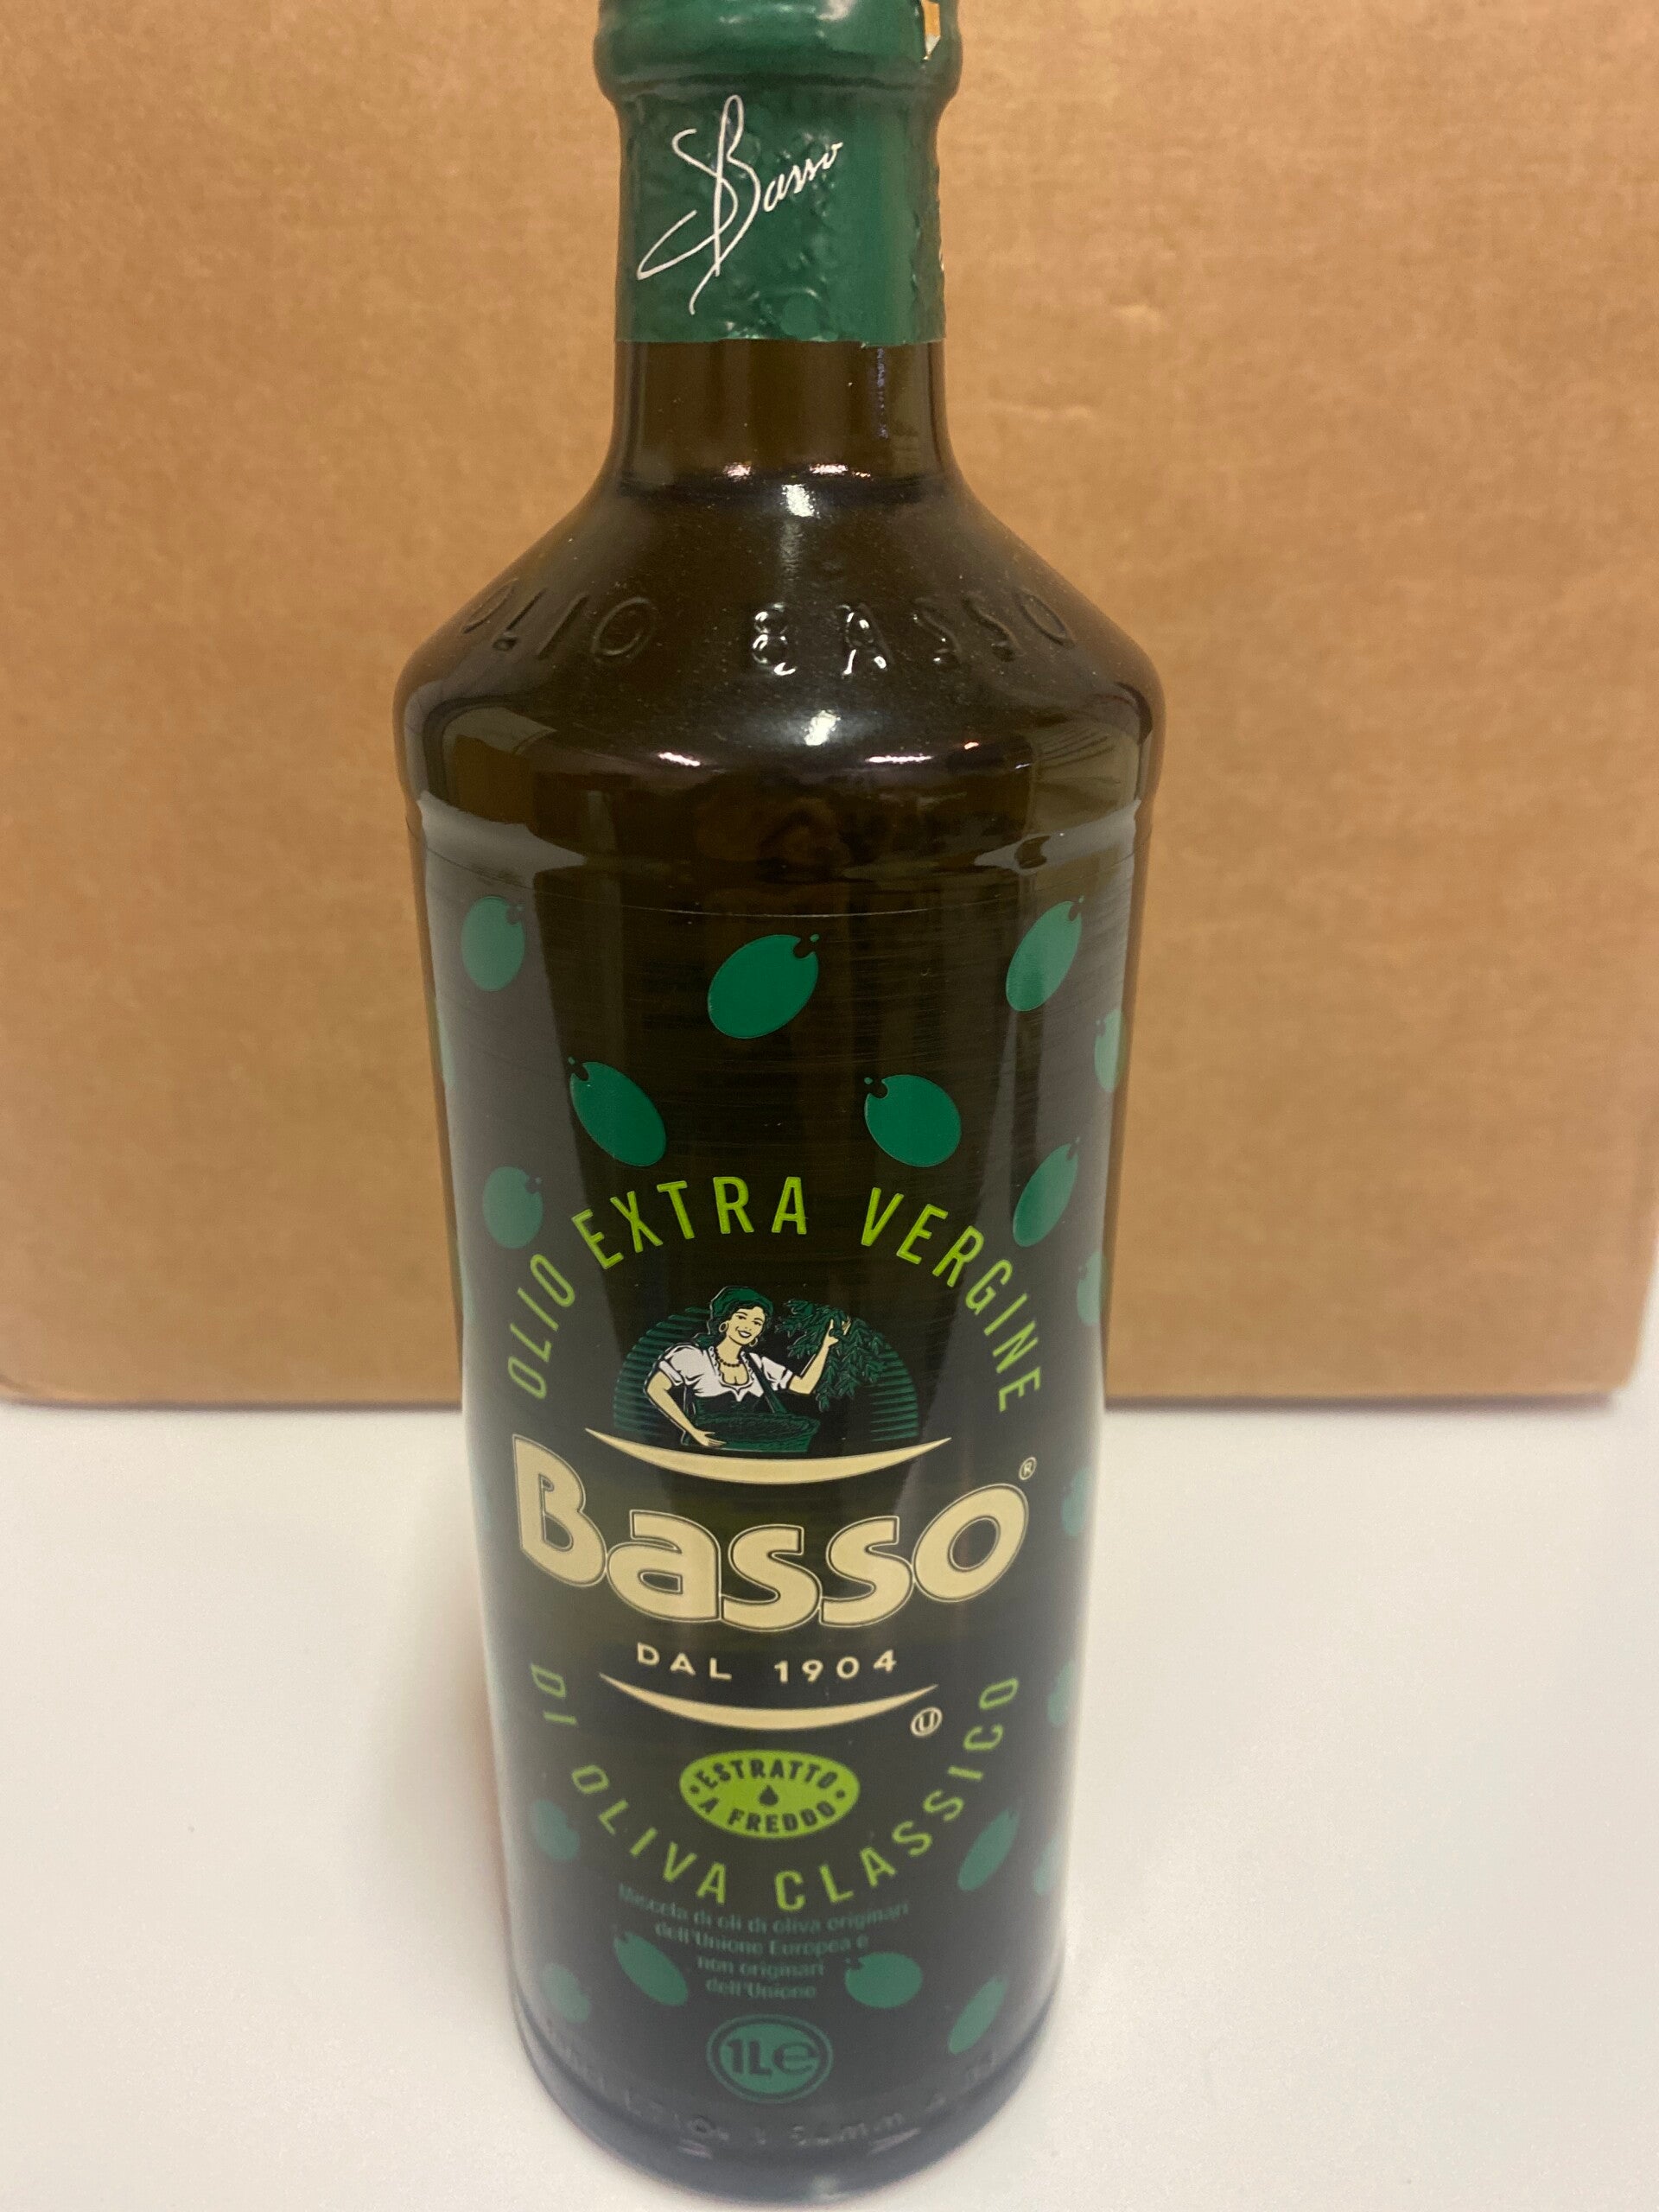 Basso
OLIO BASSO
OLIO EXTRA VERGINE
Basso®
DAL 1904
U
ESTRATTO
A FREDDO
DI OLIVA CLASSICO
Miscela di oli di oliva originari
dell'Unione Europea e
non originari
dell'Unione
1L e